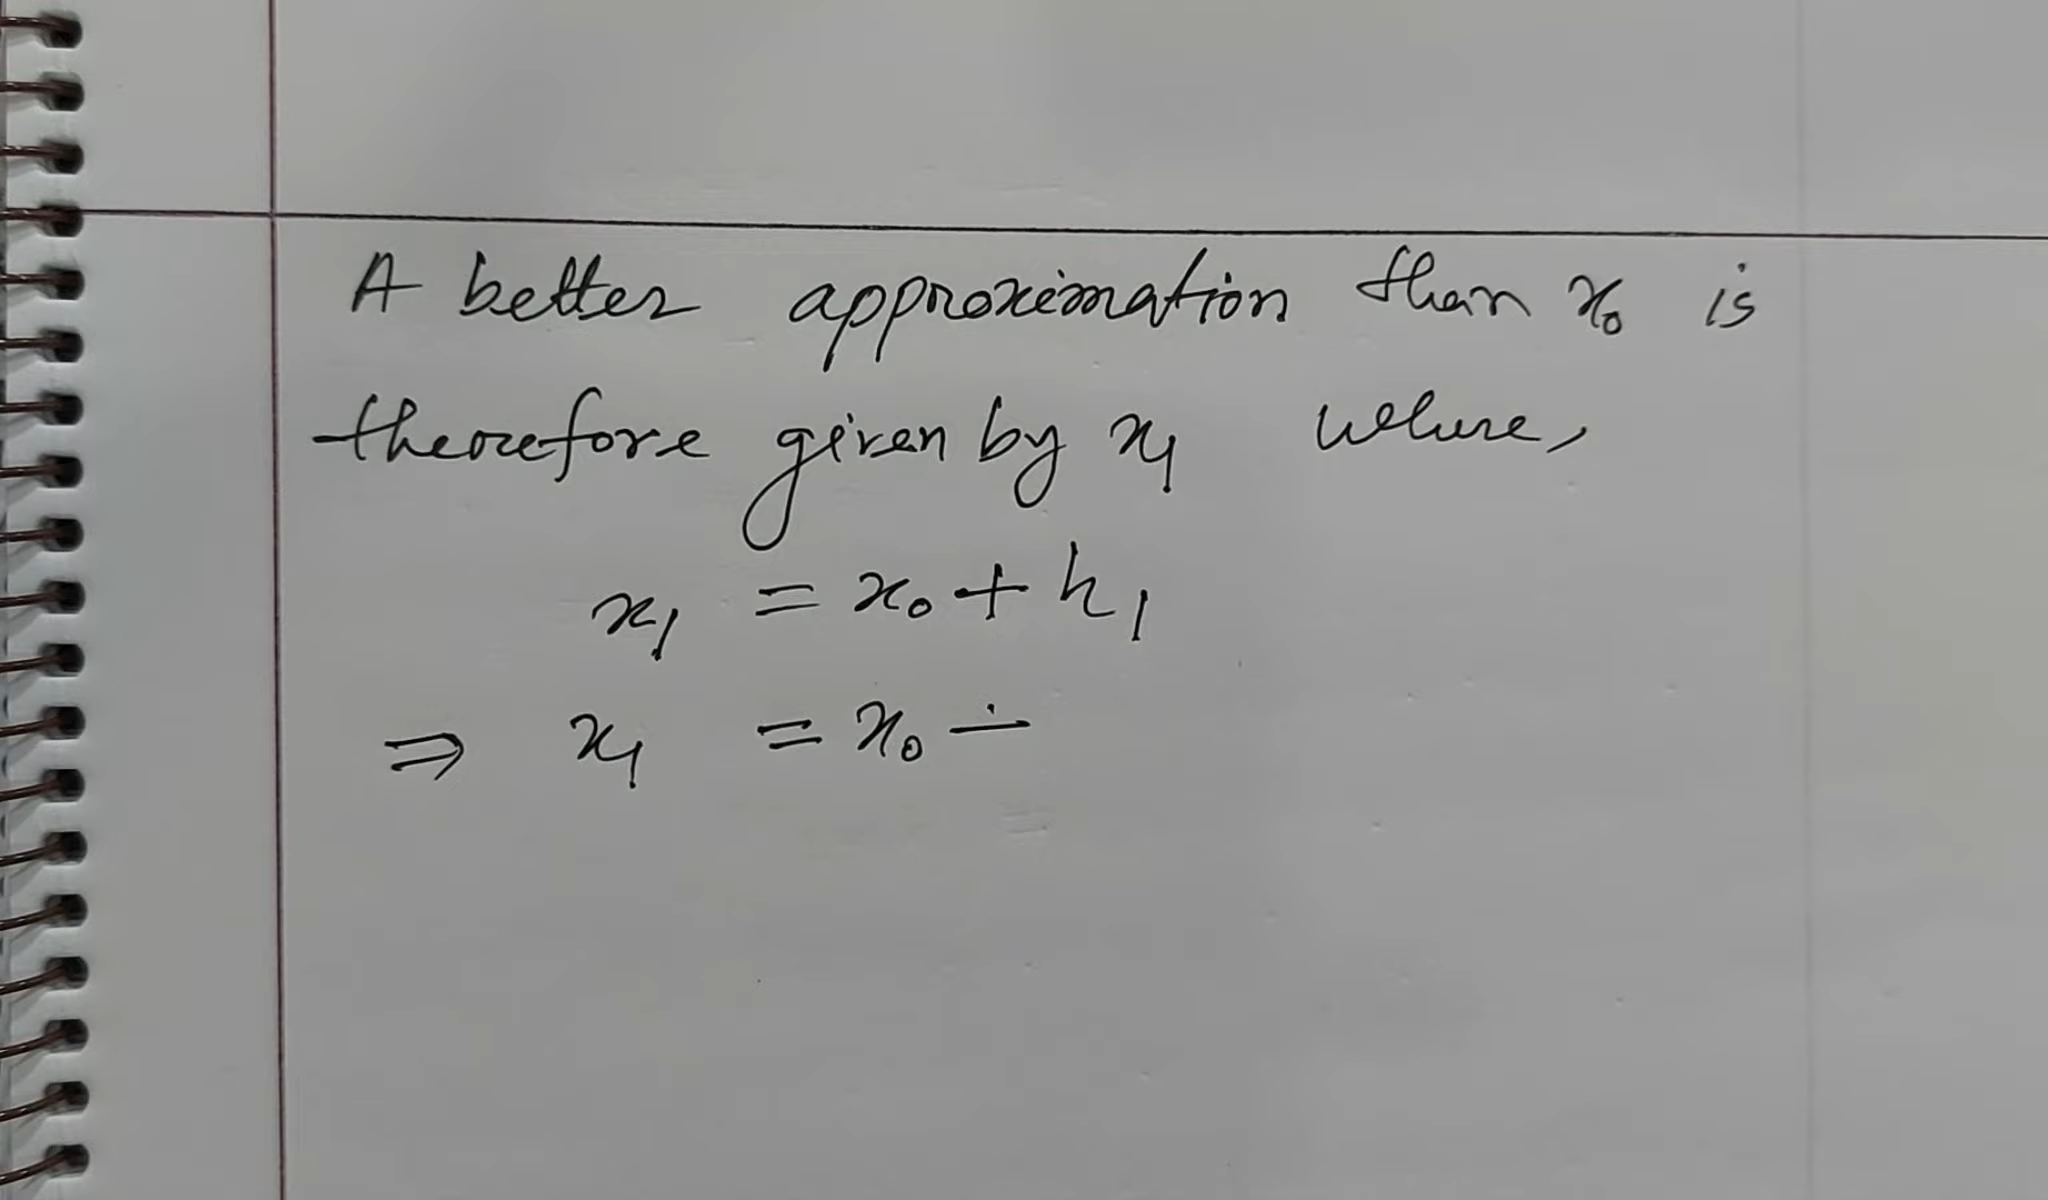 A better approximation than x₀ is
therefore given by x₁ where,
x₁ = x₀ + h₁
⇒ x₁ = x₀ ∸